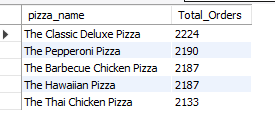 pizza_name Total_Orders
The Classic Deluxe Pizza 2224
The Pepperoni Pizza 2190
The Barbecue Chicken Pizza 2187
The Hawaiian Pizza 2187
The Thai Chicken Pizza 2133